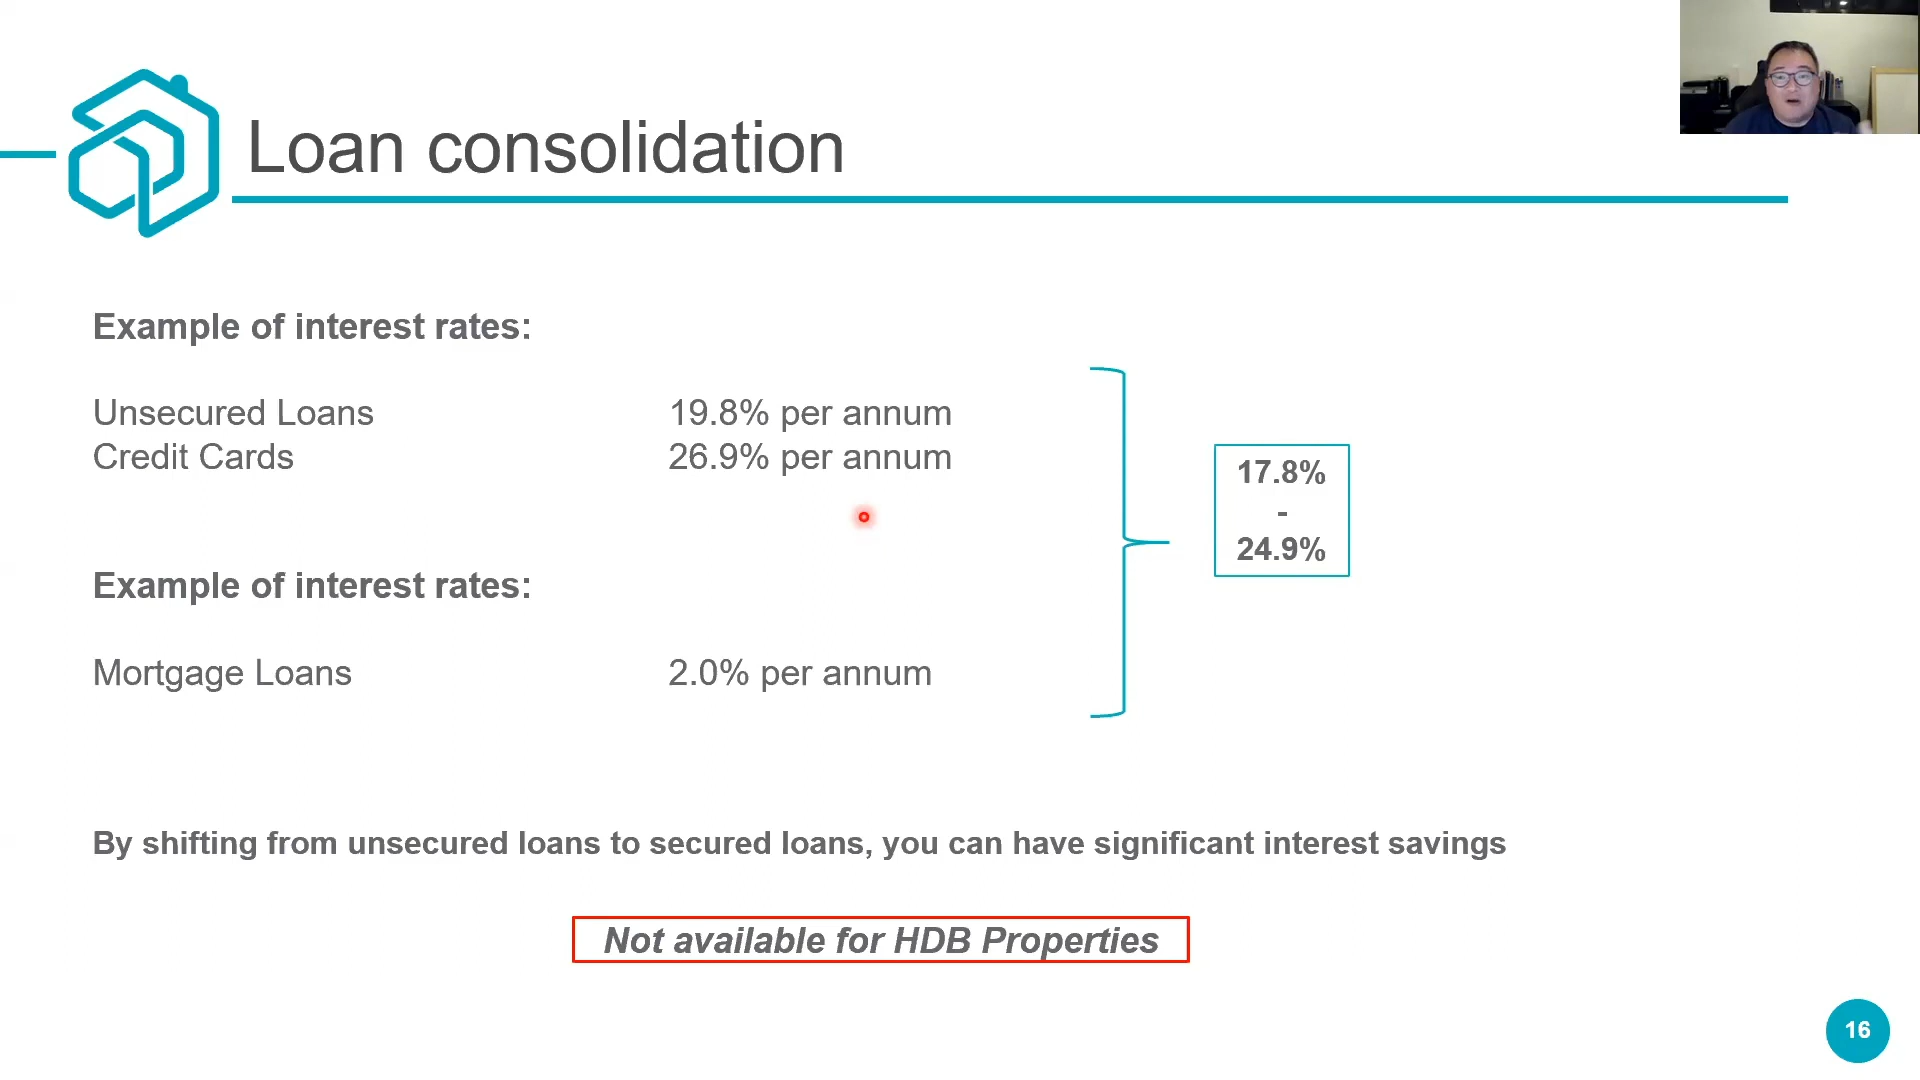 Loan consolidation
Example of interest rates:
Unsecured Loans 19.8% per annum
Credit Cards 26.9% per annum
17.8%
-
24.9%
Example of interest rates:
Mortgage Loans 2.0% per annum
By shifting from unsecured loans to secured loans, you can have significant interest savings
Not available for HDB Properties
16